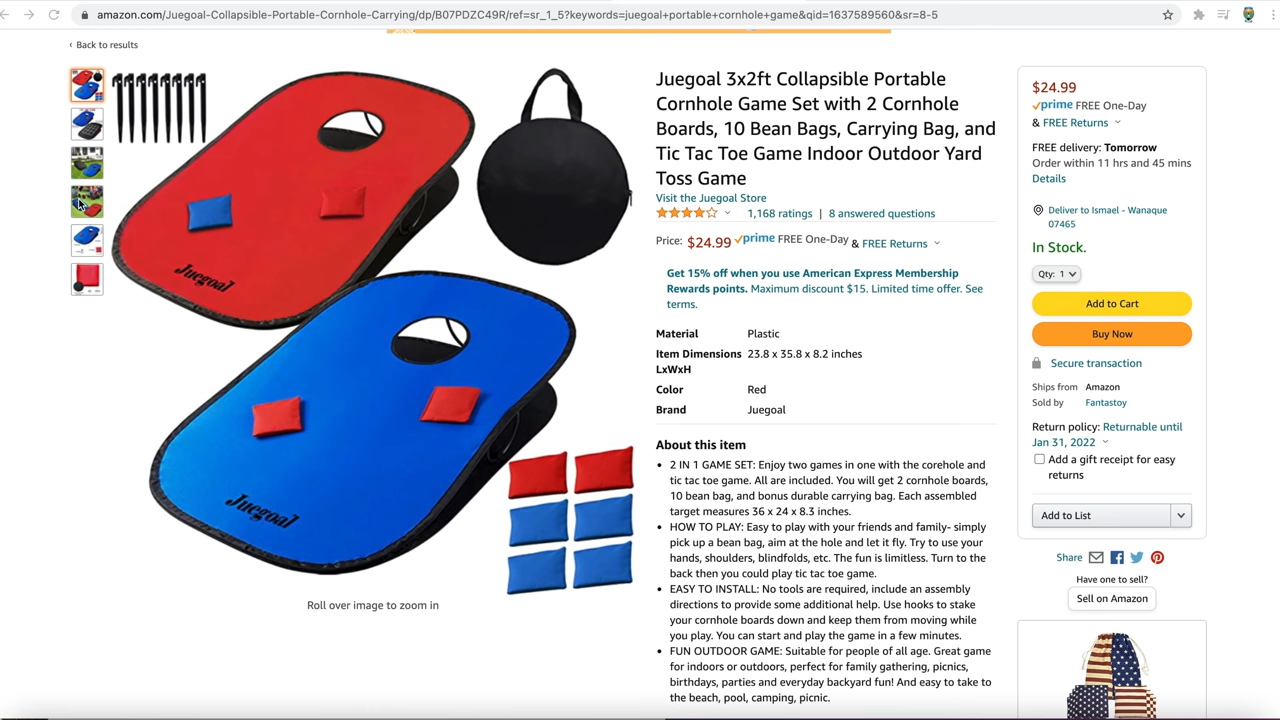 amazon.com/Juegoal-Collapsible-Portable-Cornhole-Carrying/dp/B07PDZC49R/ref=sr_1_5?keywords=juegoal+portable+cornhole+game&qid=1637589560&sr=8-5
‹ Back to results
Juegoal
Juegoal
Roll over image to zoom in
Juegoal 3x2ft Collapsible Portable
Cornhole Game Set with 2 Cornhole
Boards, 10 Bean Bags, Carrying Bag, and
Tic Tac Toe Game Indoor Outdoor Yard
Toss Game
Visit the Juegoal Store
1,168 ratings | 8 answered questions
Price: $24.99 prime FREE One-Day & FREE Returns
Get 15% off when you use American Express Membership
Rewards points. Maximum discount $15. Limited time offer. See
terms.
Material Plastic
Item Dimensions 23.8 x 35.8 x 8.2 inches
LxWxH
Color Red
Brand Juegoal
About this item
• 2 IN 1 GAME SET: Enjoy two games in one with the corehole and
tic tac toe game. All are included. You will get 2 cornhole boards,
10 bean bag, and bonus durable carrying bag. Each assembled
target measures 36 x 24 x 8.3 inches.
• HOW TO PLAY: Easy to play with your friends and family- simply
pick up a bean bag, aim at the hole and let it fly. Try to use your
hands, shoulders, blindfolds, etc. The fun is limitless. Turn to the
back then you could play tic tac toe game.
• EASY TO INSTALL: No tools are required, include an assembly
directions to provide some additional help. Use hooks to stake
your cornhole boards down and keep them from moving while
you play. You can start and play the game in a few minutes.
• FUN OUTDOOR GAME: Suitable for people of all age. Great game
for indoors or outdoors, perfect for family gathering, picnics,
birthdays, parties and everyday backyard fun! And easy to take to
the beach, pool, camping, picnic.
$24.99
prime FREE One-Day
& FREE Returns
FREE delivery: Tomorrow
Order within 11 hrs and 45 mins
Details
Deliver to Ismael - Wanaque
07465
In Stock.
Qty: 1
Add to Cart
Buy Now
Secure transaction
Ships from Amazon
Sold by Fantastoy
Return policy: Returnable until
Jan 31, 2022
Add a gift receipt for easy
returns
Add to List
Share
Have one to sell?
Sell on Amazon